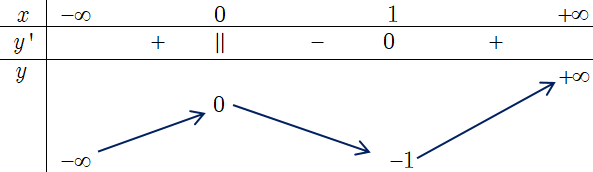 x −∞ 0 1 +∞
y' + || − 0 + 
y +∞
0
−∞ −1